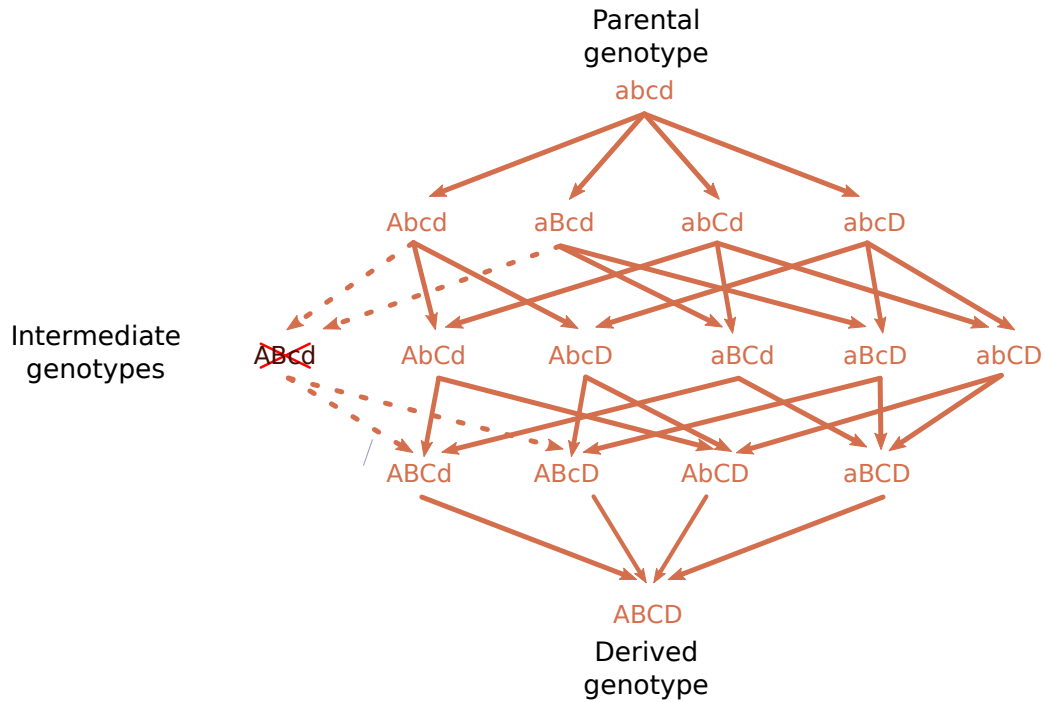 Parental
genotype
abcd
Abcd aBcd abCd abcD
Intermediate
genotypes
ABcd AbCd AbcD aBCd aBcD abCD
ABCd ABcD AbCD aBCD
ABCD
Derived
genotype